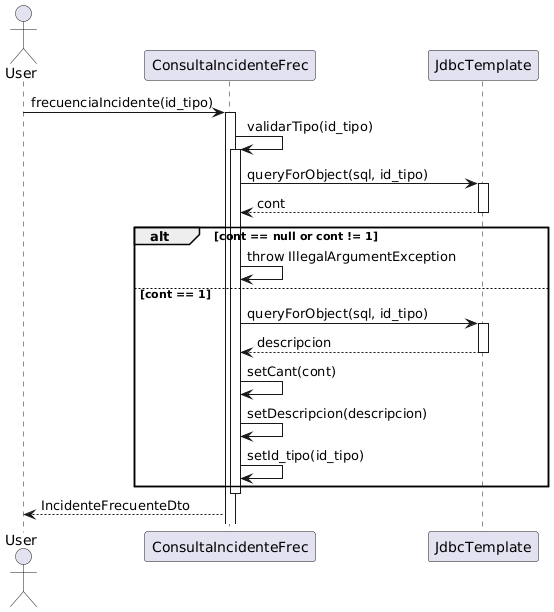 User
ConsultaIncidenteFrec
JdbcTemplate
frecuenciaIncidente(id_tipo)
validarTipo(id_tipo)
queryForObject(sql, id_tipo)
cont
alt
[cont == null or cont != 1]
throw IllegalArgumentException
[cont == 1]
queryForObject(sql, id_tipo)
descripcion
setCant(cont)
setDescripcion(descripcion)
setId_tipo(id_tipo)
IncidenteFrecuenteDto
User
ConsultaIncidenteFrec
JdbcTemplate